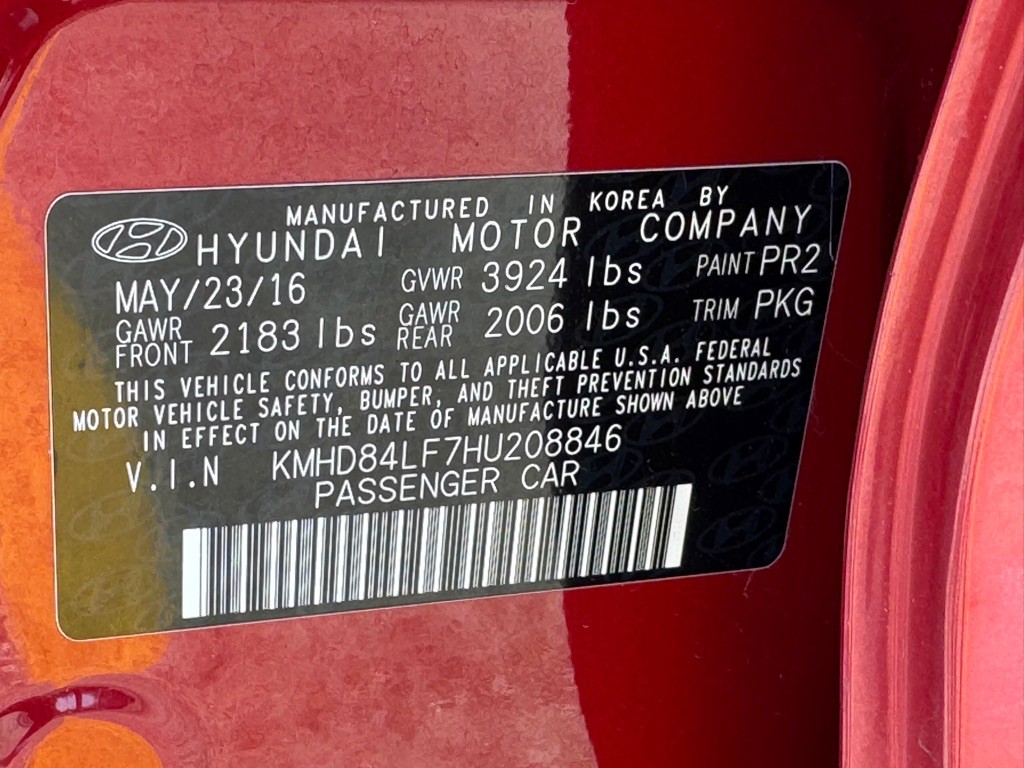 MANUFACTURED IN KOREA BY
HYUNDAI MOTOR COMPANY
MAY/23/16 GVWR 3924 lbs PAINT PR2
GAWR FRONT 2183 lbs GAWR REAR 2006 lbs TRIM PKG
THIS VEHICLE CONFORMS TO ALL APPLICABLE U.S.A. FEDERAL
MOTOR VEHICLE SAFETY, BUMPER, AND THEFT PREVENTION STANDARDS
IN EFFECT ON THE DATE OF MANUFACTURE SHOWN ABOVE
V.I.N KMHD84LF7HU208846
PASSENGER CAR